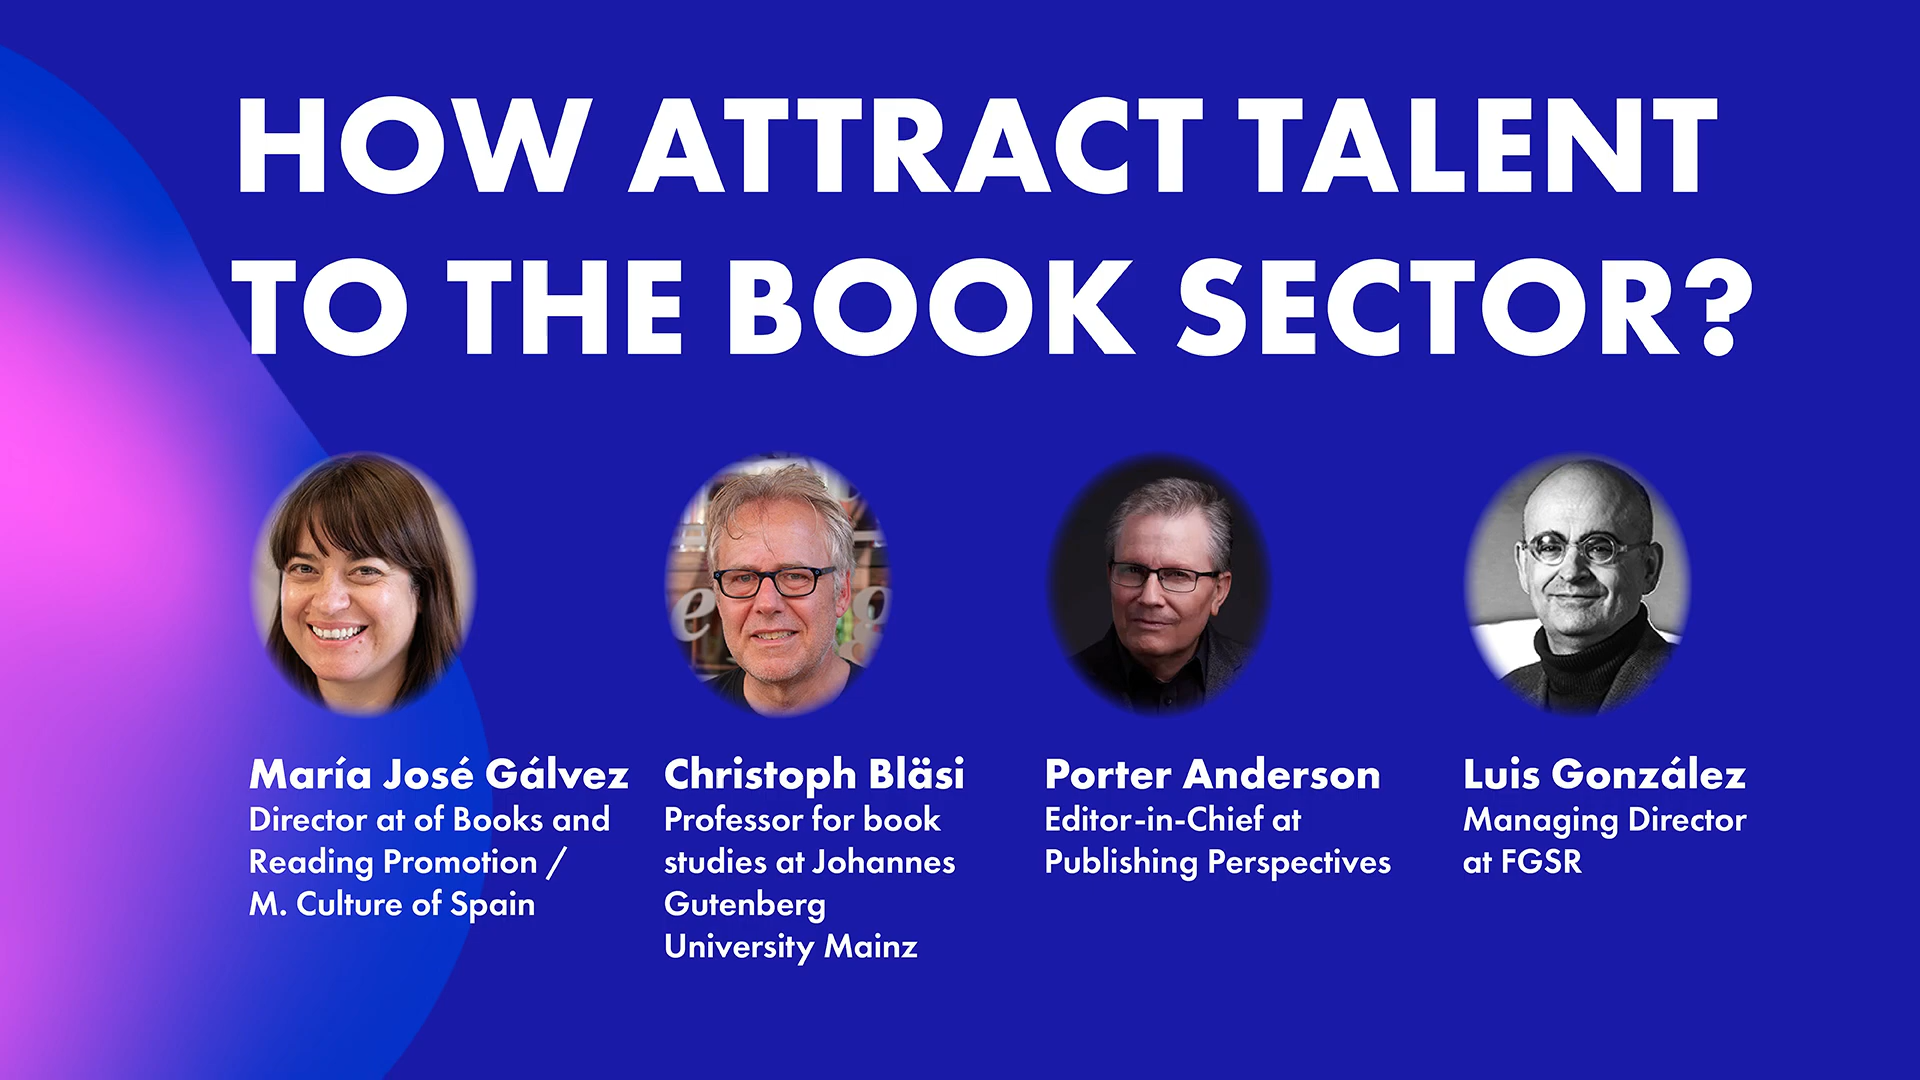 HOW ATTRACT TALENT
TO THE BOOK SECTOR?
e
g
María José Gálvez
Director at of Books and
Reading Promotion /
M. Culture of Spain
Christoph Bläsi
Professor for book
studies at Johannes
Gutenberg
University Mainz
Porter Anderson
Editor-in-Chief at
Publishing Perspectives
Luis González
Managing Director
at FGSR